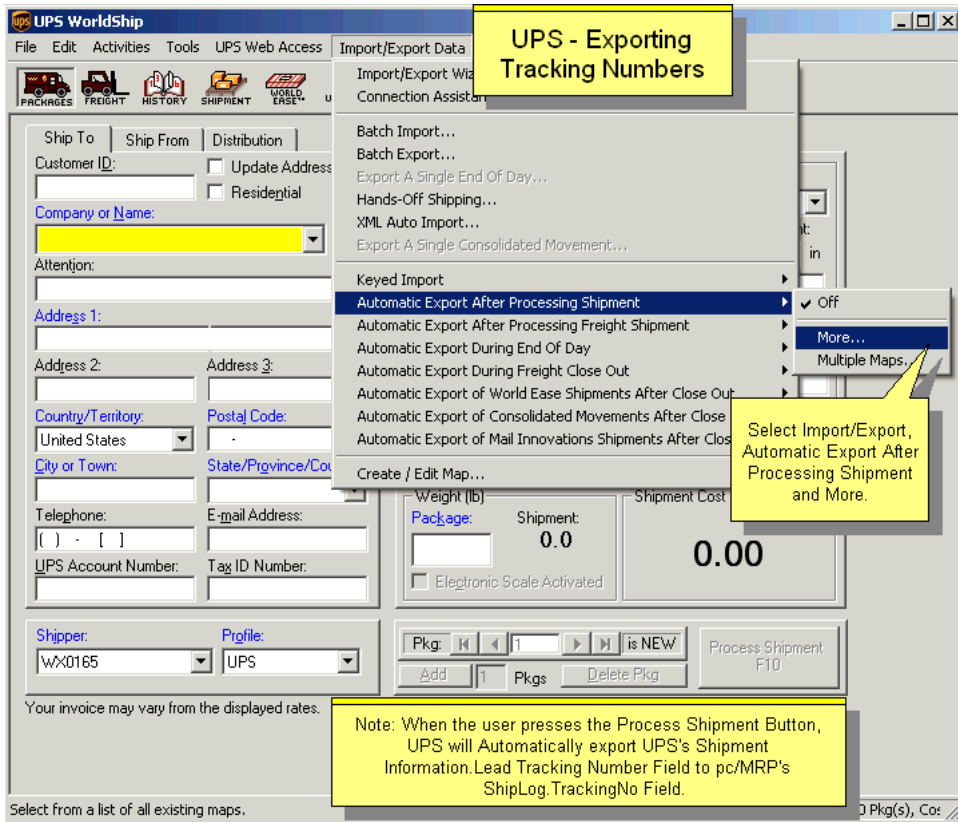 UPS WorldShip
UPS - Exporting
Tracking Numbers
File Edit Activities Tools UPS Web Access Import/Export Data
PACKAGES FREIGHT HISTORY SHIPMENT WORLD EASE
Import/Export Wiz
Connection Assistan
Batch Import...
Batch Export...
Export A Single End Of Day...
Hands-Off Shipping...
XML Auto Import...
Export A Single Consolidated Movement...
Keyed Import
Automatic Export After Processing Shipment
Automatic Export After Processing Freight Shipment
Automatic Export During End Of Day
Automatic Export During Freight Close Out
Automatic Export of World Ease Shipments After Close Out
Automatic Export of Consolidated Movements After Close
Automatic Export of Mail Innovations Shipments After Clos
Create / Edit Map...
Off
More...
Multiple Maps..
Select Import/Export,
Automatic Export After
Processing Shipment
and More.
Ship To Ship From Distribution
Customer ID: Update Address
Residential
Company or Name:
in
Attention:
Address 1:
Address 2: Address 3:
Country/Territory: Postal Code:
United States -
City or Town: State/Province/Cou
Telephone: E-mail Address:
( ) - [ ]
UPS Account Number: Tax ID Number:
Weight (lb) Shipment Cost
Package: Shipment:
0.0
0.00
Electronic Scale Activated
Shipper: Profile:
WX0165 UPS
Pkg: 1 is NEW
Add 1 Pkgs Delete Pkg
Process Shipment
F10
Your invoice may vary from the displayed rates.
Note: When the user presses the Process Shipment Button,
UPS will Automatically export UPS's Shipment
Information.Lead Tracking Number Field to pc/MRP's
ShipLog.TrackingNo Field.
Select from a list of all existing maps. Pkg(s), Cos